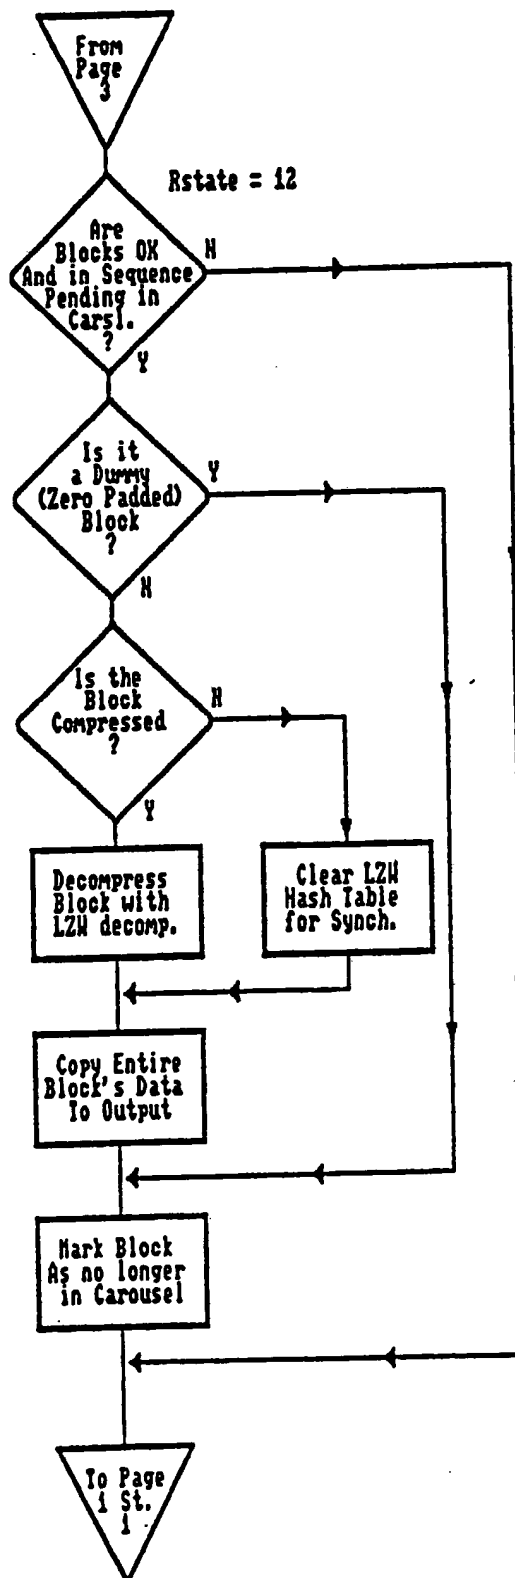 From
Page
3
Rstate = 12
Are
Blocks OK
And in Sequence
Pending in
Carsl.
?
N
Y
Is it
a Dummy
(Zero Padded)
Block
?
Y
N
Is the
Block
Compressed
?
N
Y
Decompress
Block with
LZW decomp.
Clear LZW
Hash Table
for Synch.
Copy Entire
Block's Data
To Output
Mark Block
As no longer
in Carousel
To Page
1 St.
1